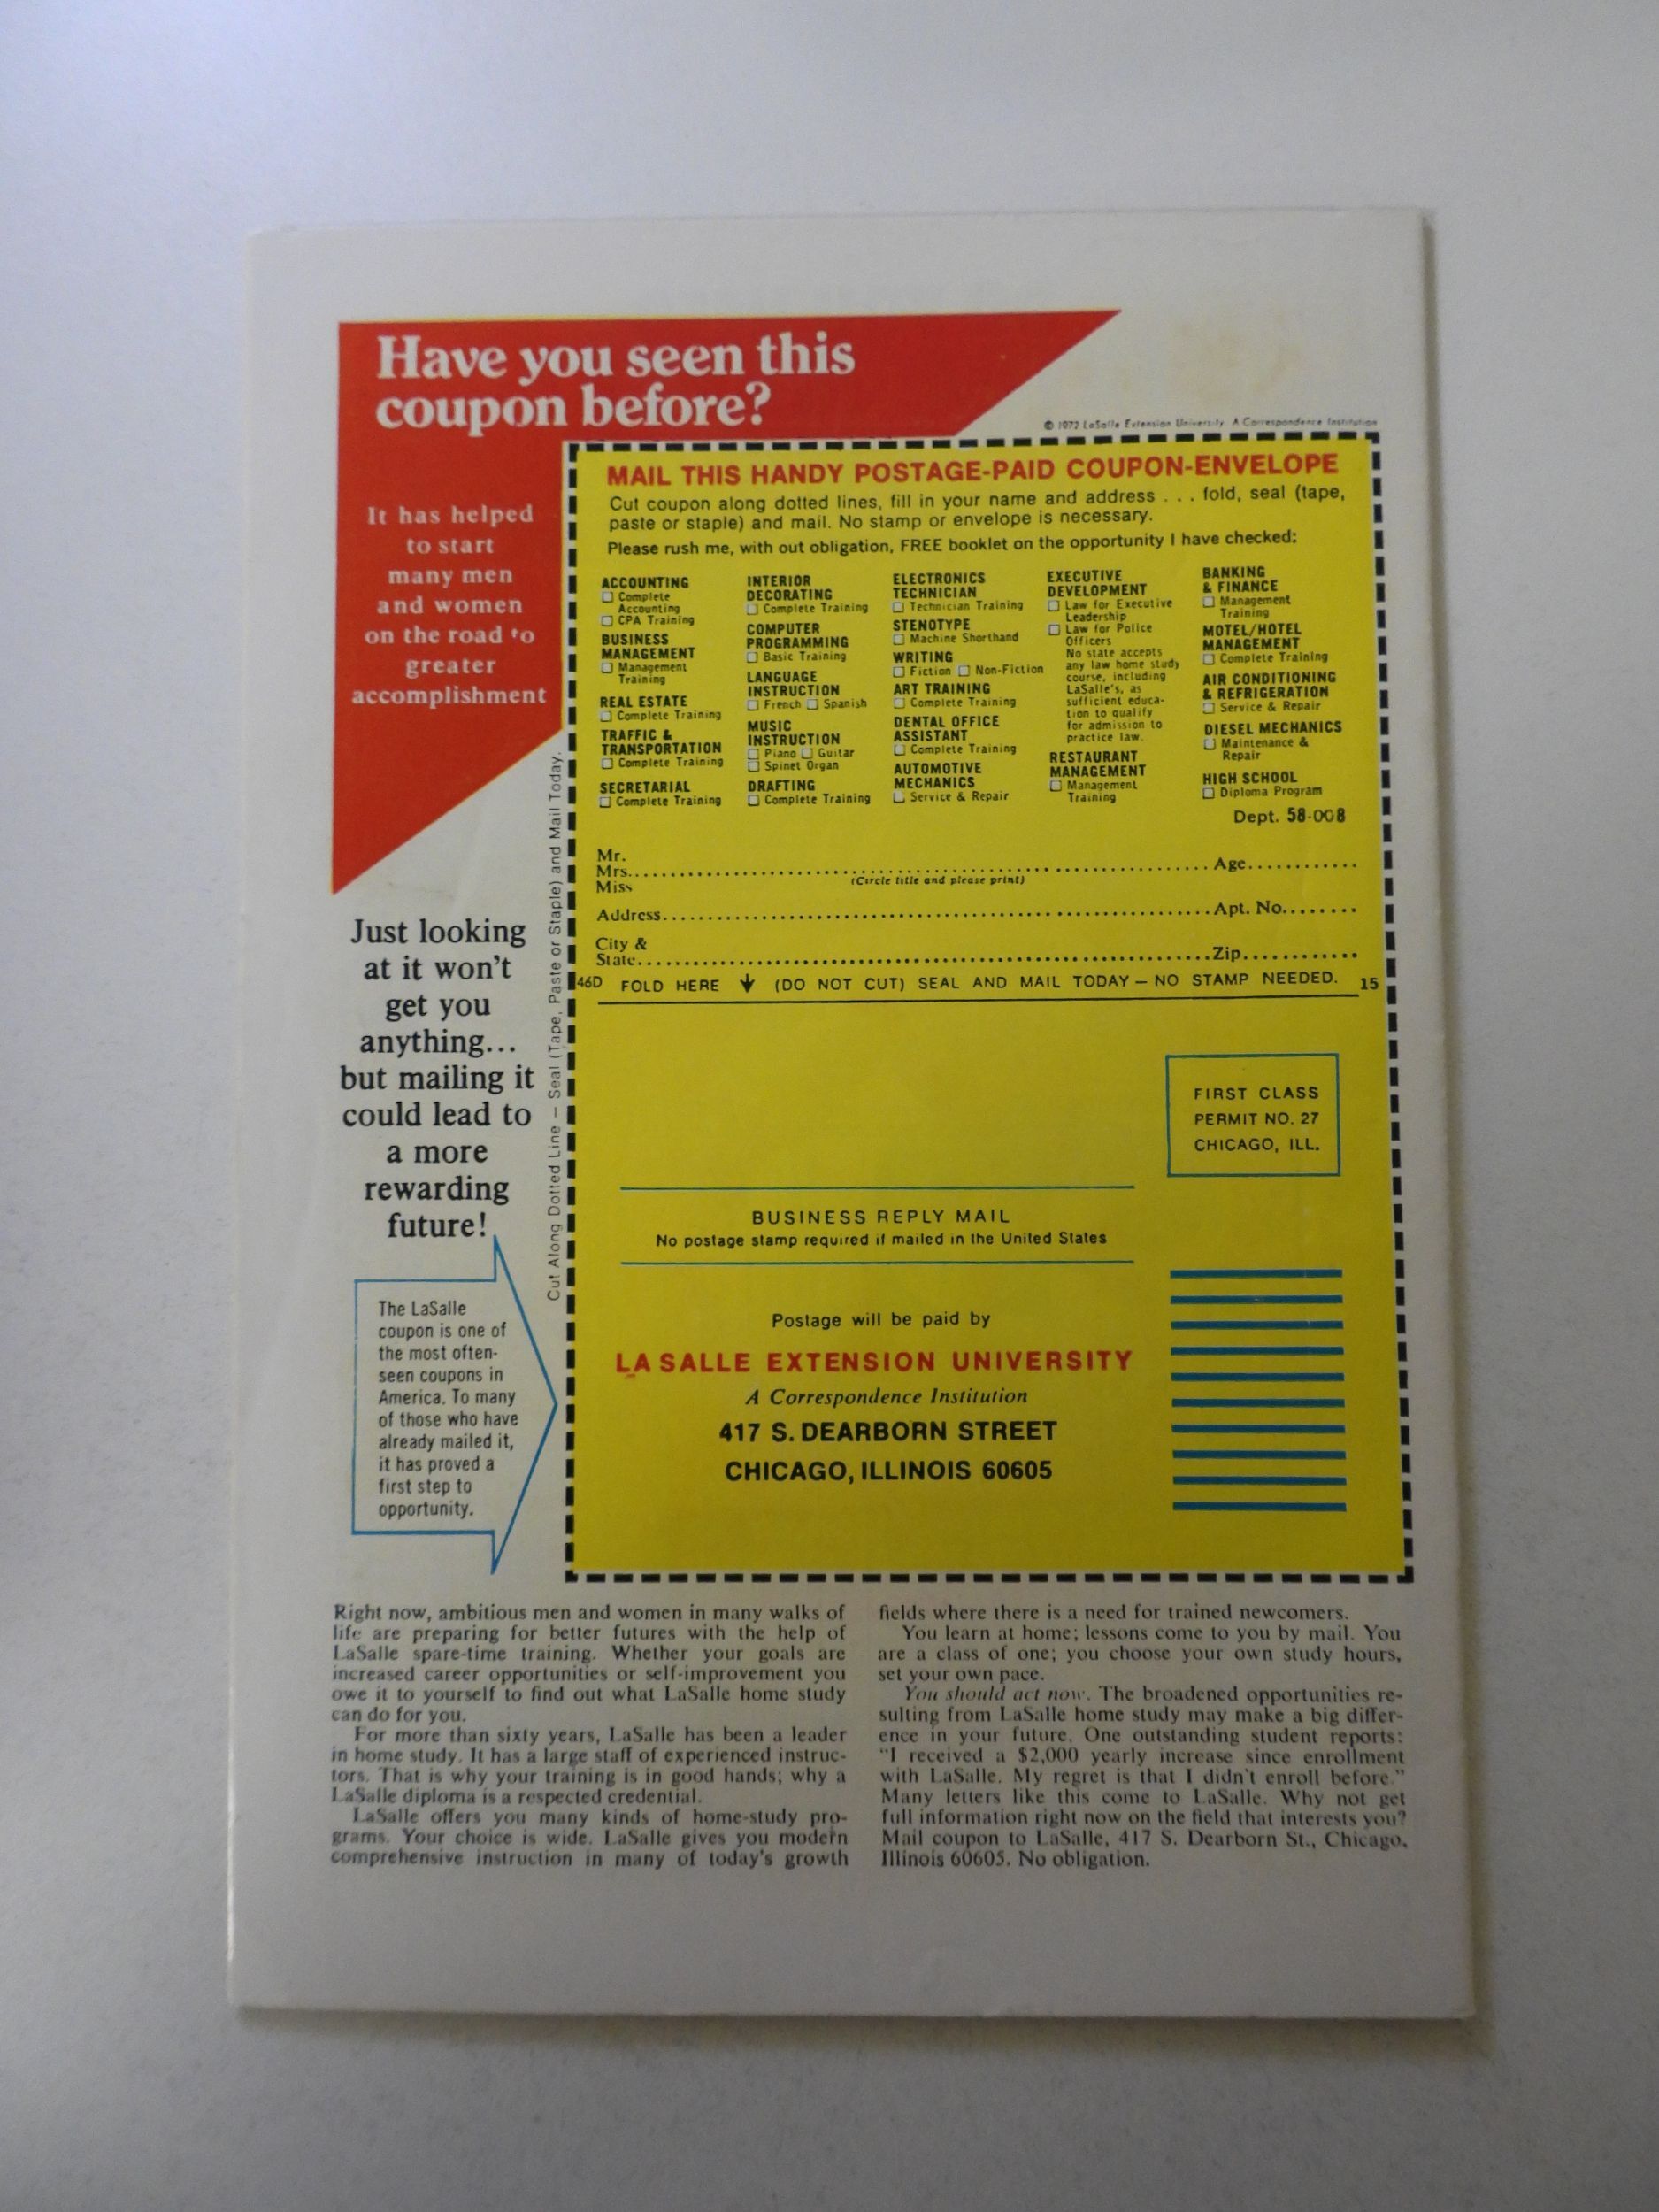 Have you seen this
coupon before?
© 1972 LaSalle Extension University A Correspondence Institution
It has helped
to start
many men
and women
on the road to
greater
accomplishment
MAIL THIS HANDY POSTAGE-PAID COUPON-ENVELOPE
Cut coupon along dotted lines, fill in your name and address . . . fold, seal (tape,
paste or staple) and mail. No stamp or envelope is necessary.
Please rush me, with out obligation, FREE booklet on the opportunity I have checked:
ACCOUNTING
Complete
Accounting
CPA Training
BUSINESS
MANAGEMENT
Management
Training
REAL ESTATE
Complete Training
TRAFFIC &
TRANSPORTATION
Complete Training
SECRETARIAL
Complete Training
INTERIOR
DECORATING
Complete Training
COMPUTER
PROGRAMMING
Basic Training
LANGUAGE
INSTRUCTION
French Spanish
MUSIC
INSTRUCTION
Piano Guitar
Spinet Organ
DRAFTING
Complete Training
ELECTRONICS
TECHNICIAN
Technician Training
STENOTYPE
Machine Shorthand
WRITING
Fiction Non-Fiction
ART TRAINING
Complete Training
DENTAL OFFICE
ASSISTANT
Complete Training
AUTOMOTIVE
MECHANICS
Service & Repair
EXECUTIVE
DEVELOPMENT
Law for Executive
Leadership
Law for Police
Officers
No state accepts
any law home study
course, including
LaSalle's, as
sufficient educa-
tion to qualify
for admission to
practice law.
RESTAURANT
MANAGEMENT
Management
Training
BANKING
& FINANCE
Management
Training
MOTEL/HOTEL
MANAGEMENT
Complete Training
AIR CONDITIONING
& REFRIGERATION
Service & Repair
DIESEL MECHANICS
Maintenance &
Repair
HIGH SCHOOL
Diploma Program
Dept. 58-008
Mr.
Mrs. Age
Miss (Circle title and please print)
Address Apt. No.
City &
State Zip
46D FOLD HERE (DO NOT CUT) SEAL AND MAIL TODAY — NO STAMP NEEDED. 15
Cut Along Dotted Line — Seal (Tape, Paste or Staple) and Mail Today.
Just looking
at it won't
get you
anything...
but mailing it
could lead to
a more
rewarding
future!
The LaSalle
coupon is one of
the most often-
seen coupons in
America. To many
of those who have
already mailed it,
it has proved a
first step to
opportunity.
FIRST CLASS
PERMIT NO. 27
CHICAGO, ILL.
BUSINESS REPLY MAIL
No postage stamp required if mailed in the United States
Postage will be paid by
LA SALLE EXTENSION UNIVERSITY
A Correspondence Institution
417 S. DEARBORN STREET
CHICAGO, ILLINOIS 60605
Right now, ambitious men and women in many walks of
life are preparing for better futures with the help of
LaSalle spare-time training. Whether your goals are
increased career opportunities or self-improvement you
owe it to yourself to find out what LaSalle home study
can do for you.
For more than sixty years, LaSalle has been a leader
in home study. It has a large staff of experienced instruc-
tors. That is why your training is in good hands; why a
LaSalle diploma is a respected credential.
LaSalle offers you many kinds of home-study pro-
grams. Your choice is wide. LaSalle gives you modern
comprehensive instruction in many of today's growth
fields where there is a need for trained newcomers.
You learn at home; lessons come to you by mail. You
are a class of one; you choose your own study hours,
set your own pace.
You should act now. The broadened opportunities re-
sulting from LaSalle home study may make a big differ-
ence in your future. One outstanding student reports:
"I received a $2,000 yearly increase since enrollment
with LaSalle. My regret is that I didn't enroll before."
Many letters like this come to LaSalle. Why not get
full information right now on the field that interests you?
Mail coupon to LaSalle, 417 S. Dearborn St., Chicago,
Illinois 60605. No obligation.